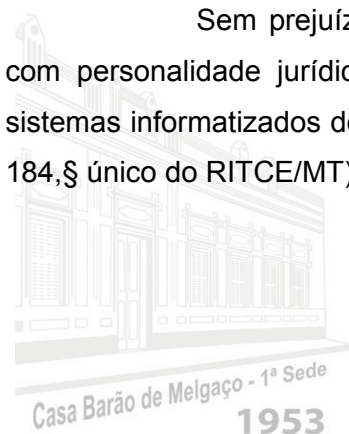 Sem prejuíz
com personalidade jurídic
sistemas informatizados d
184,§ único do RITCE/MT)
Casa Barão de Melgaço - 1ª Sede
1953